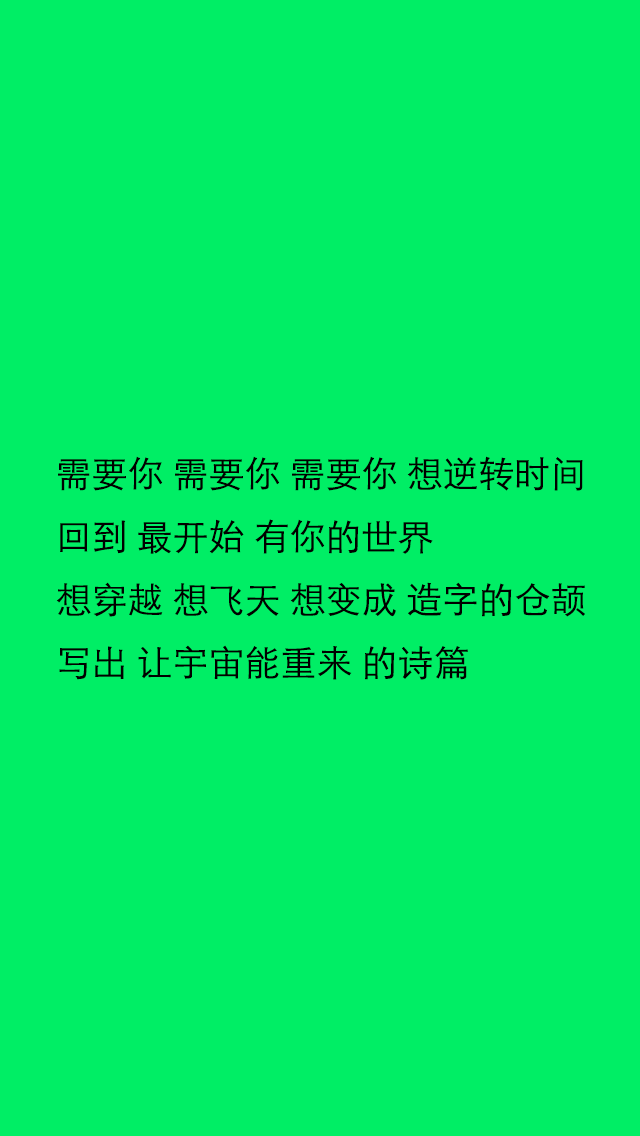 需要你 需要你 需要你 想逆转时间
回到 最开始 有你的世界
想穿越 想飞天 想变成 造字的仓颉
写出 让宇宙能重来 的诗篇